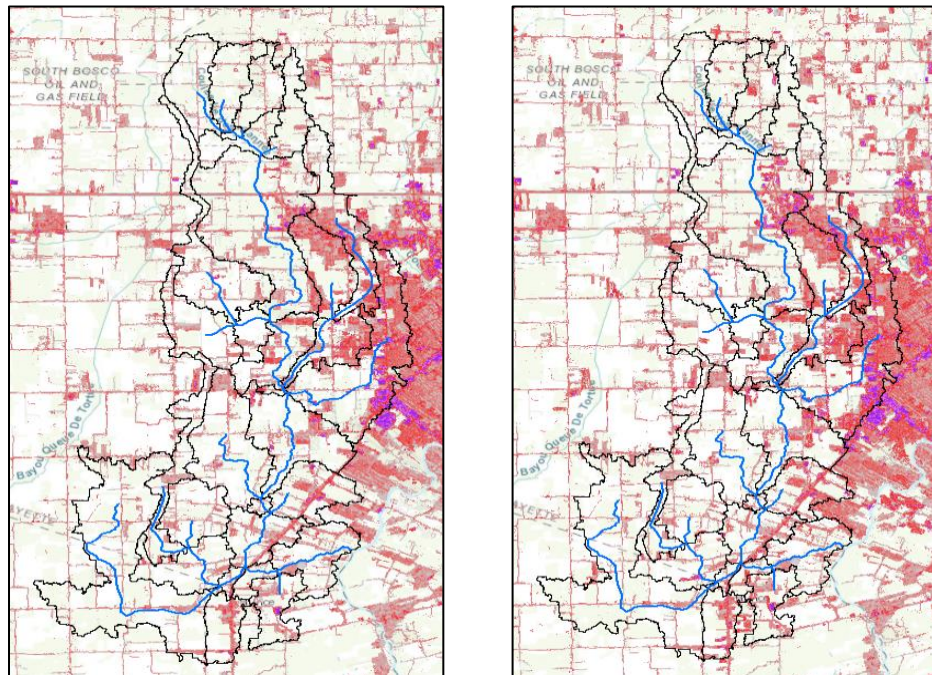 SOUTH BOSCO
OIL AND
GAS FIELD
Bayou Queue De Tortue
SOUTH BOSCO
OIL AND
GAS FIELD
Bayou Queue De Tortue